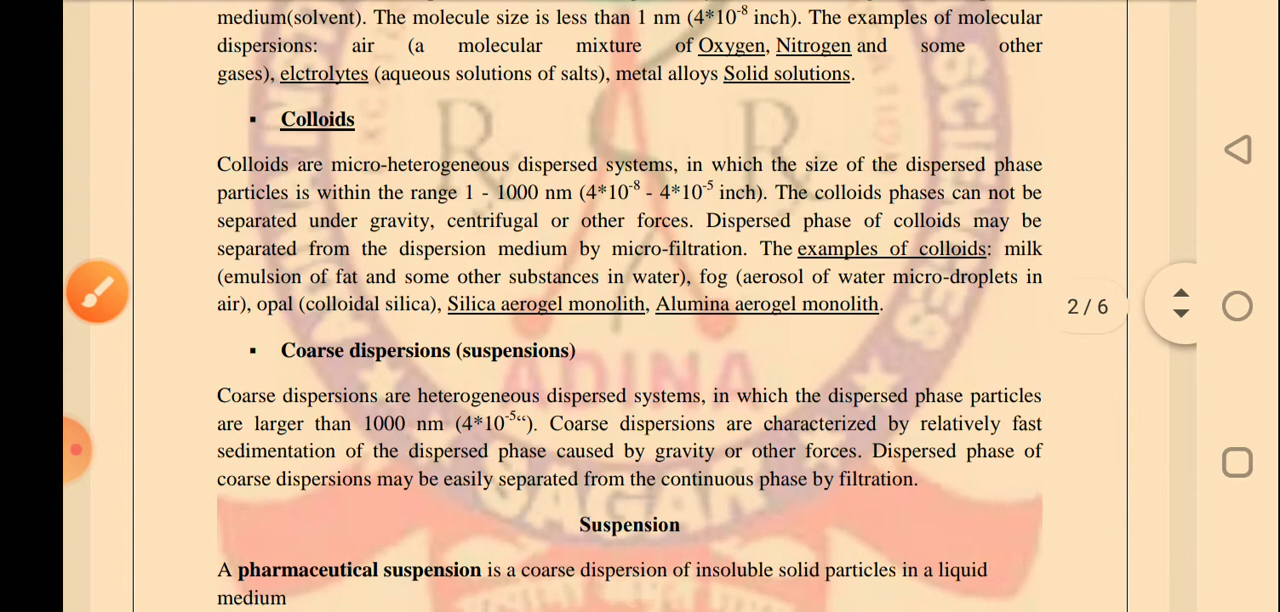 medium(solvent). The molecule size is less than 1 nm (4*10⁻⁸ inch). The examples of molecular
dispersions: air (a molecular mixture of Oxygen, Nitrogen and some other
gases), elctrolytes (aqueous solutions of salts), metal alloys Solid solutions.
▪ Colloids
Colloids are micro-heterogeneous dispersed systems, in which the size of the dispersed phase
particles is within the range 1 - 1000 nm (4*10⁻⁸ - 4*10⁻⁵ inch). The colloids phases can not be
separated under gravity, centrifugal or other forces. Dispersed phase of colloids may be
separated from the dispersion medium by micro-filtration. The examples of colloids: milk
(emulsion of fat and some other substances in water), fog (aerosol of water micro-droplets in
air), opal (colloidal silica), Silica aerogel monolith, Alumina aerogel monolith.
2 / 6
▪ Coarse dispersions (suspensions)
Coarse dispersions are heterogeneous dispersed systems, in which the dispersed phase particles
are larger than 1000 nm (4*10⁻⁵“). Coarse dispersions are characterized by relatively fast
sedimentation of the dispersed phase caused by gravity or other forces. Dispersed phase of
coarse dispersions may be easily separated from the continuous phase by filtration.
Suspension
A pharmaceutical suspension is a coarse dispersion of insoluble solid particles in a liquid
medium
ADINA
SAGAR
SCIENCES